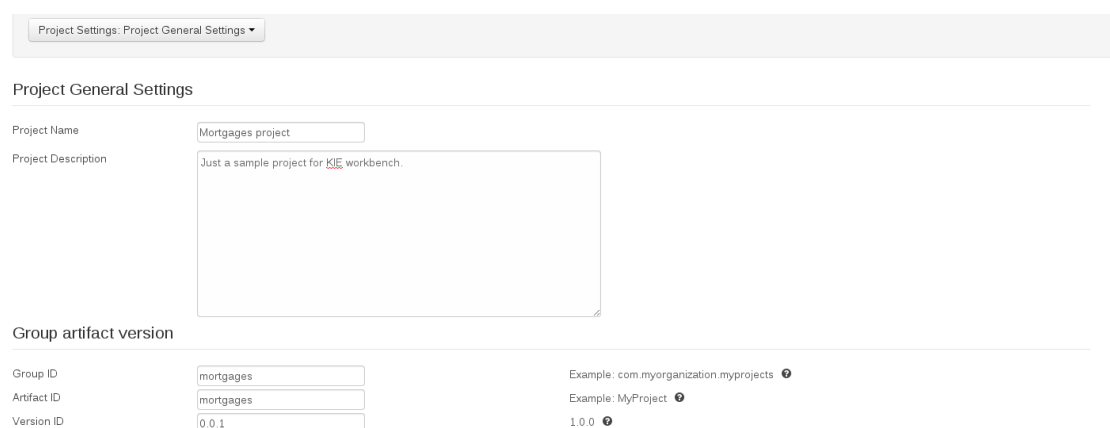 Project Settings: Project General Settings
Project General Settings
Project Name Mortgages project
Project Description Just a sample project for KIE workbench.
Group artifact version
Group ID mortgages Example: com.myorganization.myprojects
Artifact ID mortgages Example: MyProject
Version ID 0.0.1 1.0.0